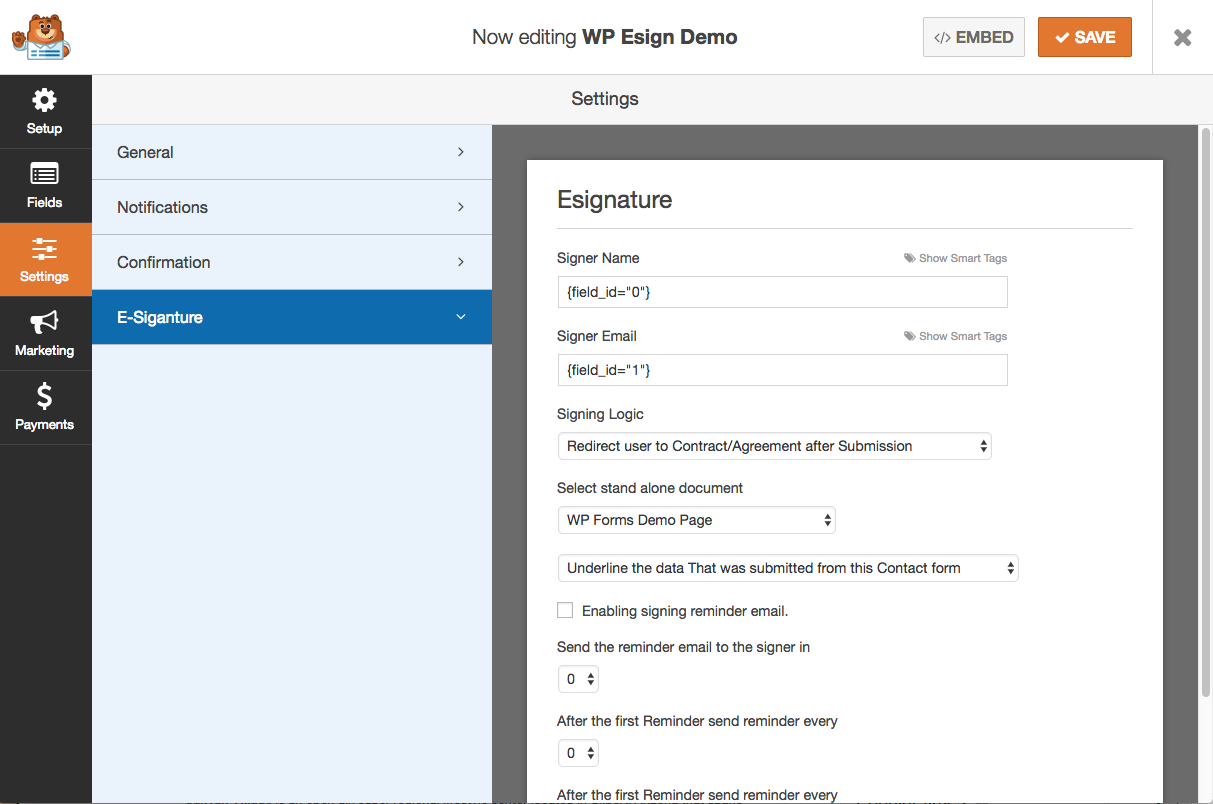 Now editing WP Esign Demo
</> EMBED
SAVE
Setup
Fields
Settings
Marketing
Payments
Settings
General
Notifications
Confirmation
E-Siganture
Esignature
Signer Name
Show Smart Tags
{field_id="0"}
Signer Email
Show Smart Tags
{field_id="1"}
Signing Logic
Redirect user to Contract/Agreement after Submission
Select stand alone document
WP Forms Demo Page
Underline the data That was submitted from this Contact form
Enabling signing reminder email.
Send the reminder email to the signer in
0
After the first Reminder send reminder every
0
After the first Reminder send reminder every